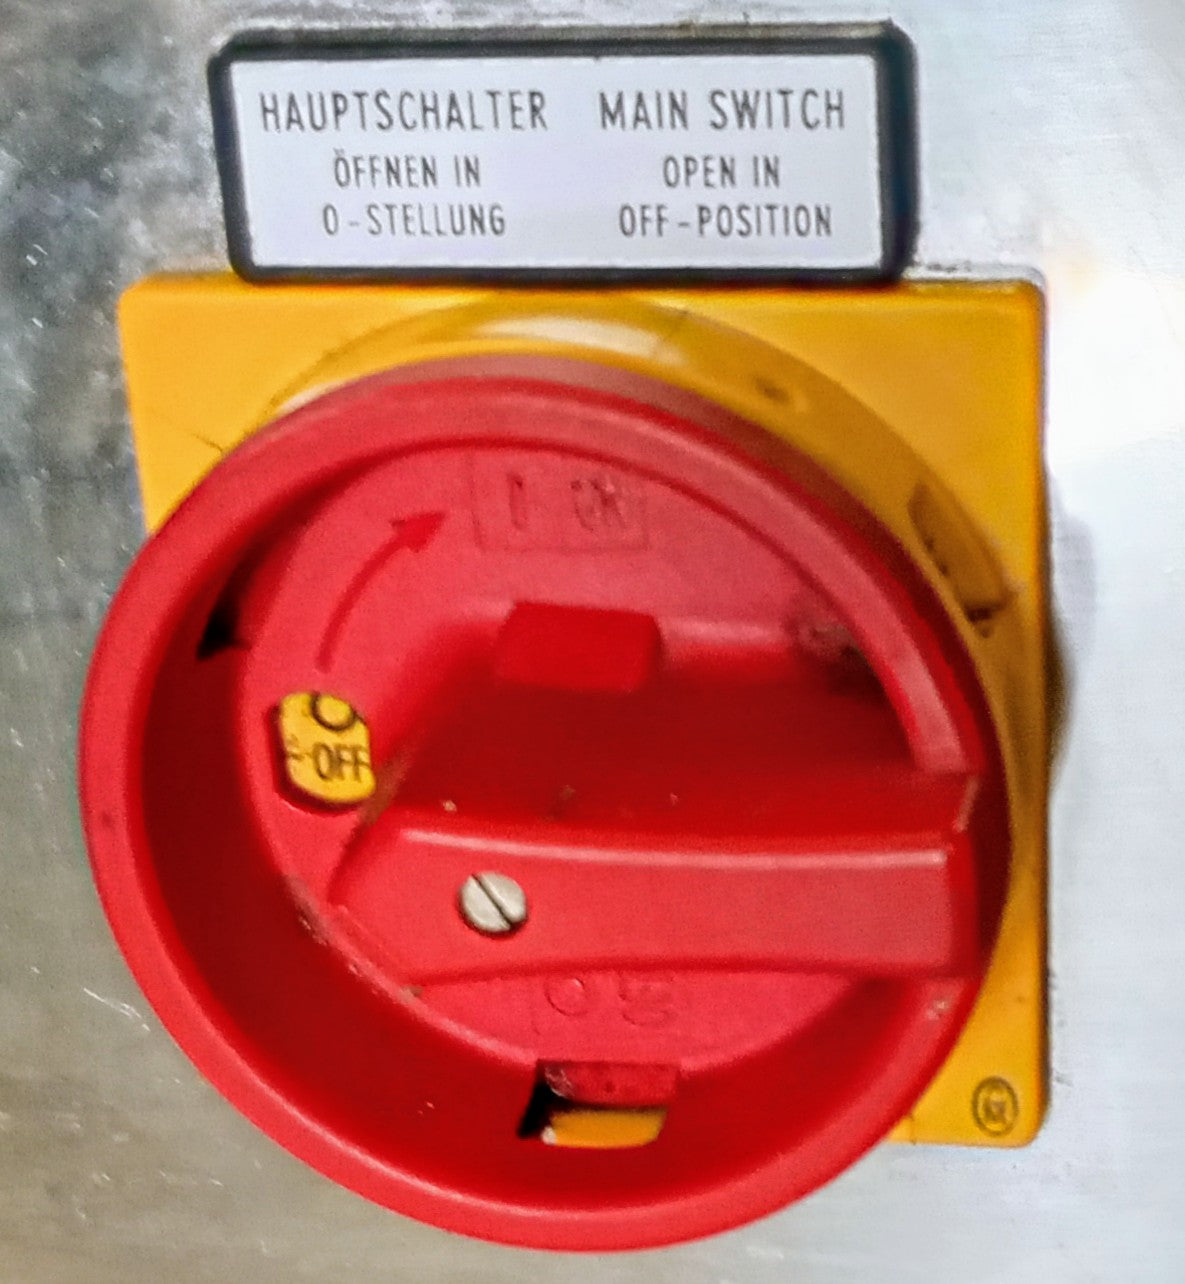 HAUPTSCHALTER MAIN SWITCH
ÖFFNEN IN OPEN IN
0-STELLUNG OFF-POSITION
O
OFF